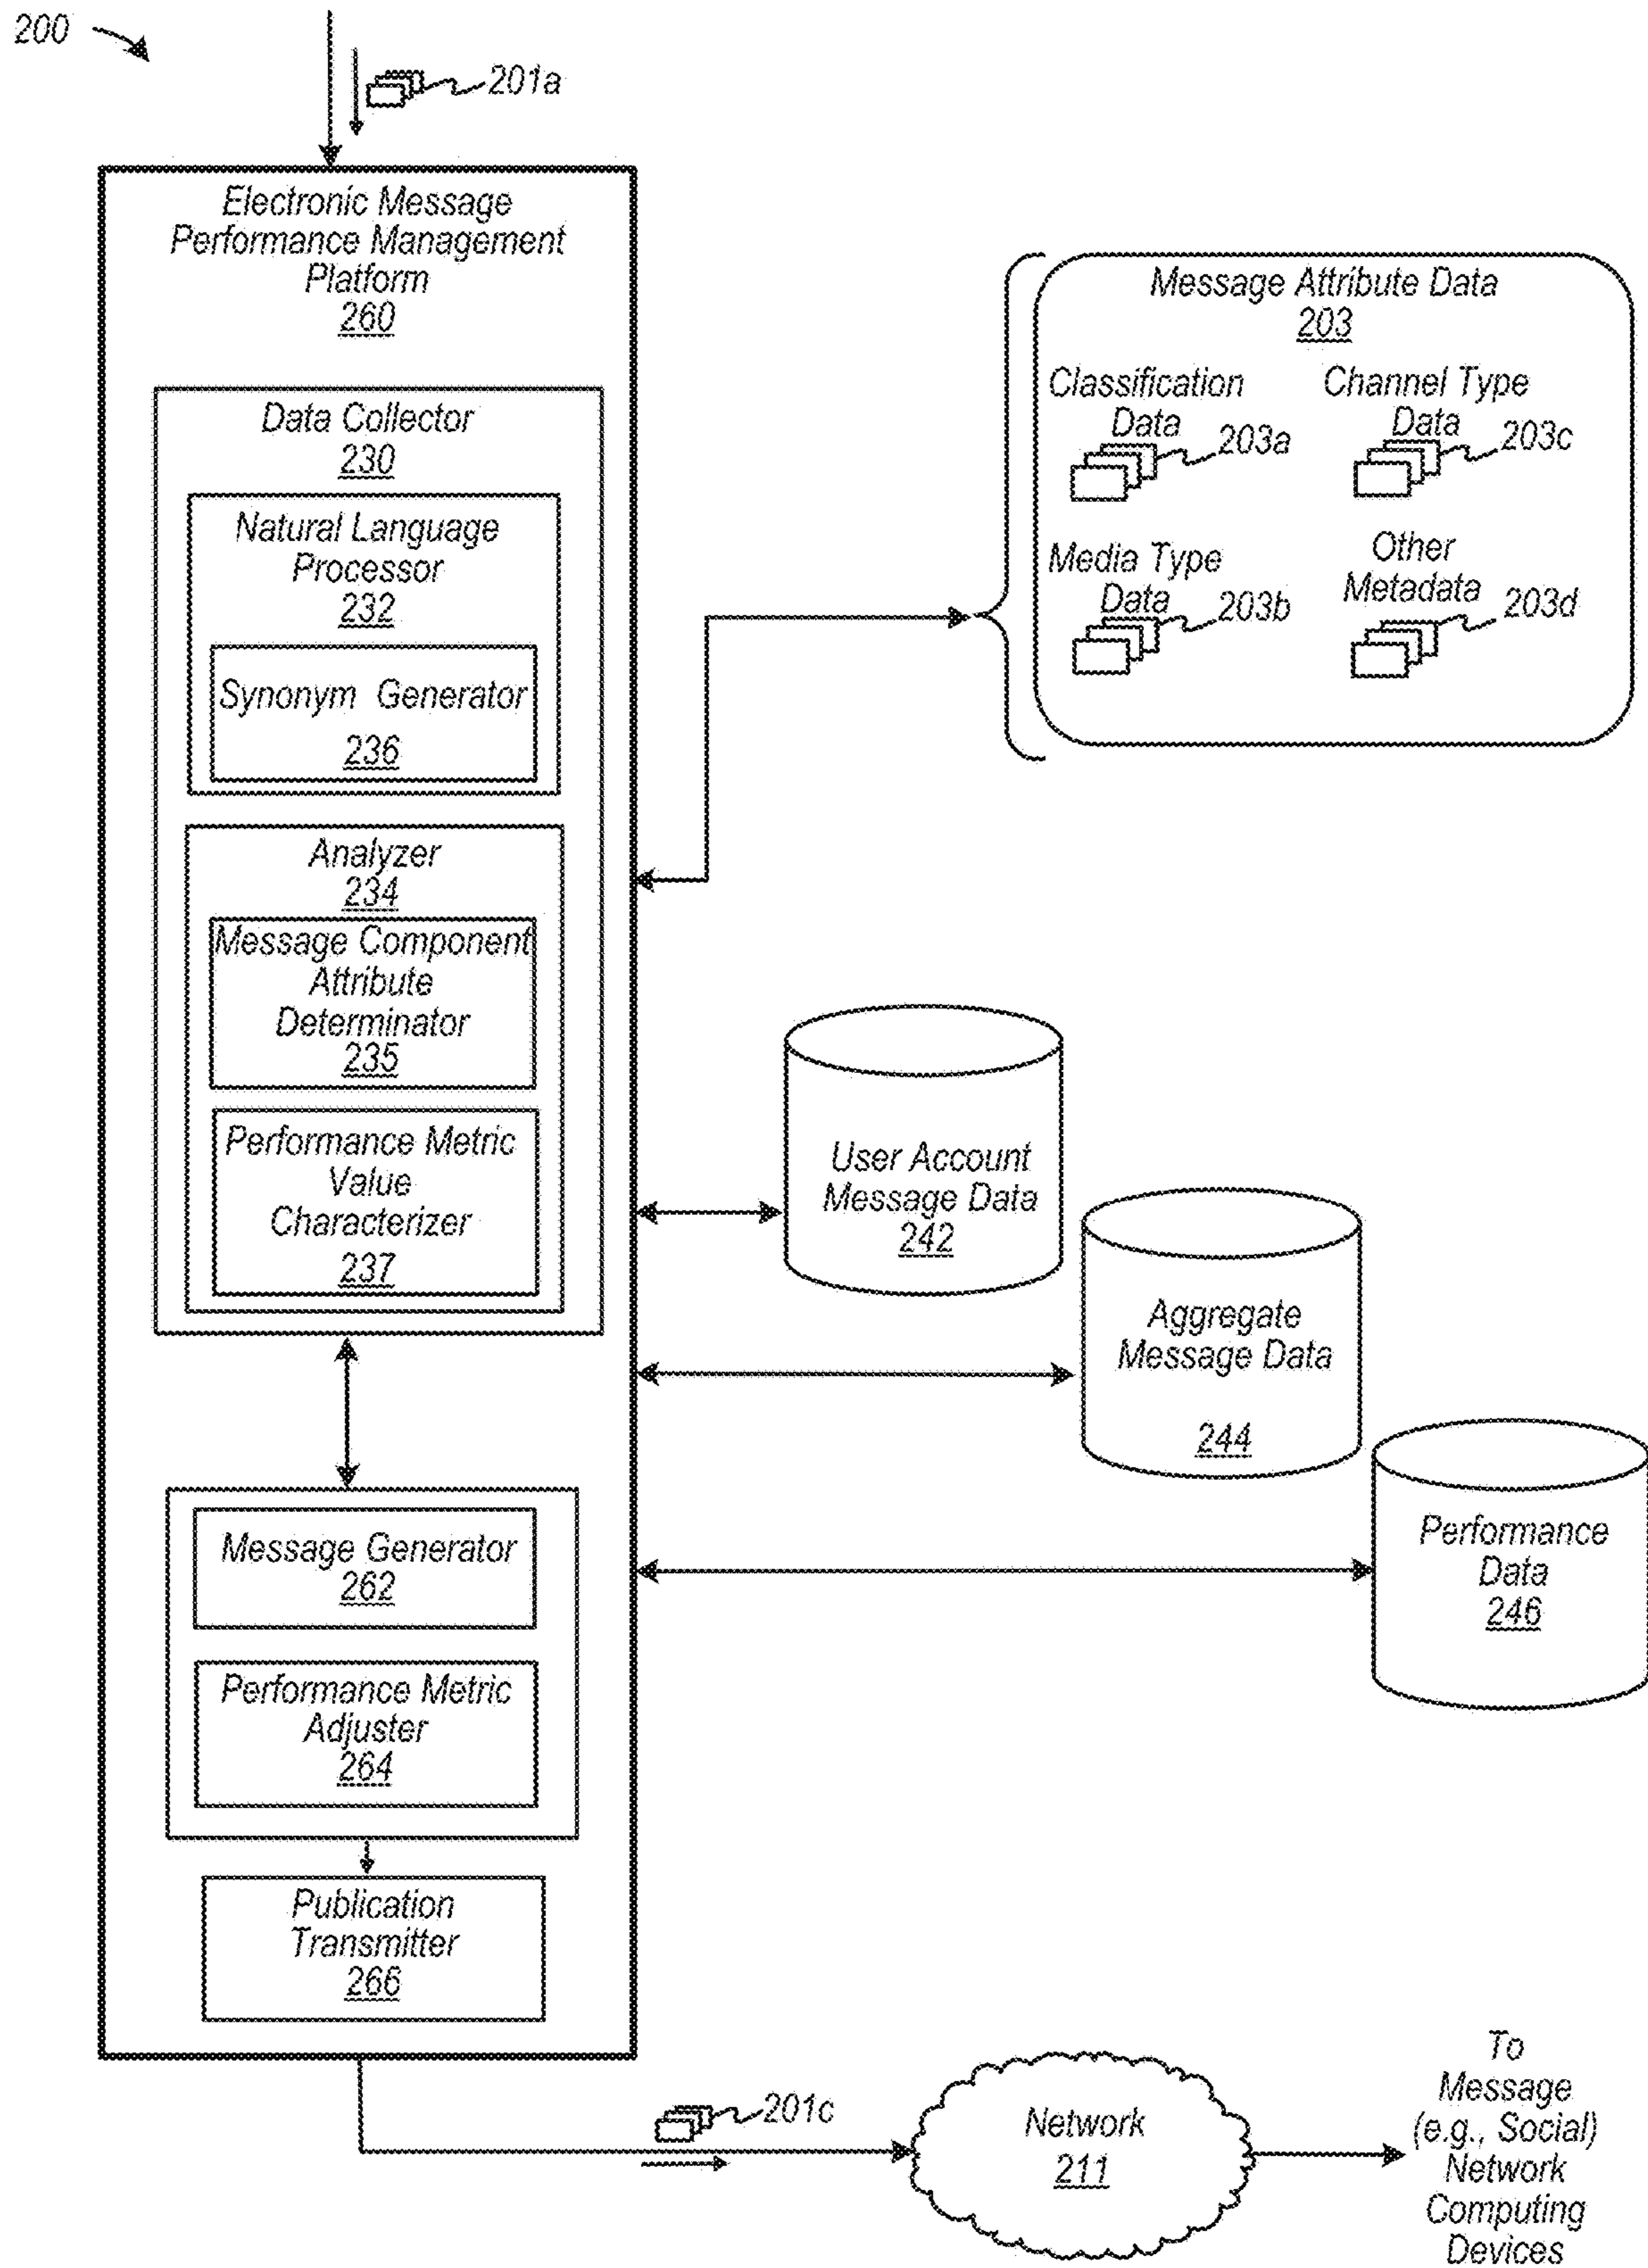 200
201a
Electronic Message
Performance Management
Platform
260
Data Collector
230
Natural Language
Processor
232
Synonym Generator
236
Analyzer
234
Message Component
Attribute
Determinator
235
Performance Metric
Value
Characterizer
237
Message Generator
262
Performance Metric
Adjuster
264
Publication
Transmitter
266
Message Attribute Data
203
Classification
Data
203a
Channel Type
Data
203c
Media Type
Data
203b
Other
Metadata
203d
User Account
Message Data
242
Aggregate
Message Data
244
Performance
Data
246
201c
Network
211
To
Message
(e.g., Social)
Network
Computing
Devices